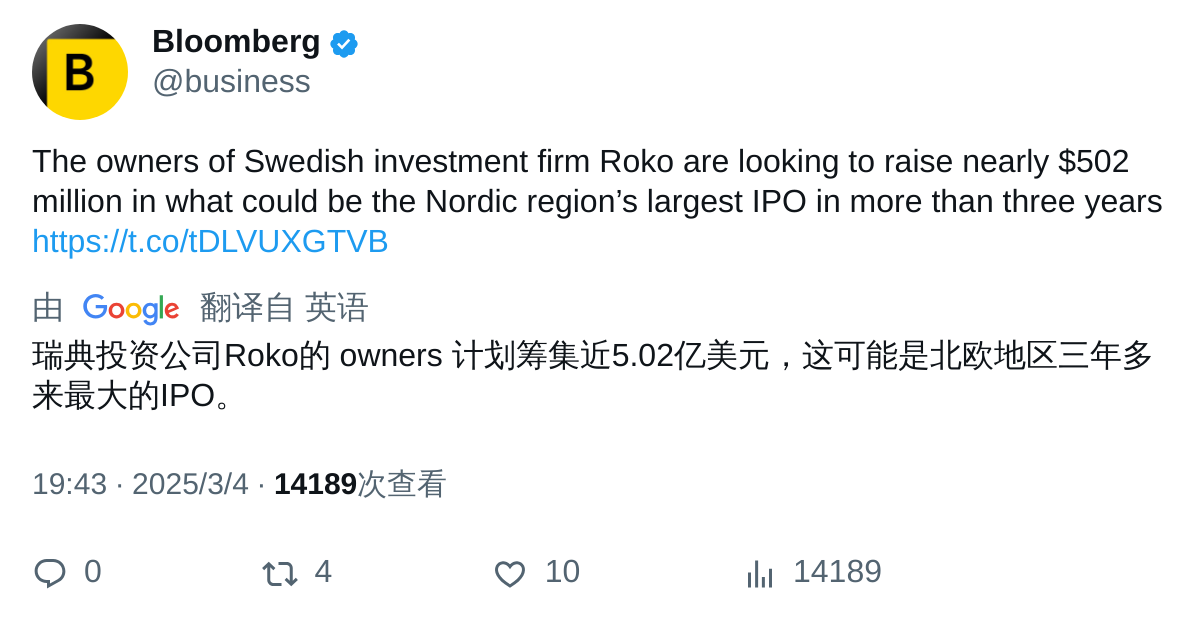 B
Bloomberg
@business
The owners of Swedish investment firm Roko are looking to raise nearly $502
million in what could be the Nordic region’s largest IPO in more than three years
https://t.co/tDLVUXGTVB
由 Google 翻译自 英语
瑞典投资公司Roko的 owners 计划筹集近5.02亿美元，这可能是北欧地区三年多
来最大的IPO。
19:43 · 2025/3/4 · 14189次查看
0 4 10 14189